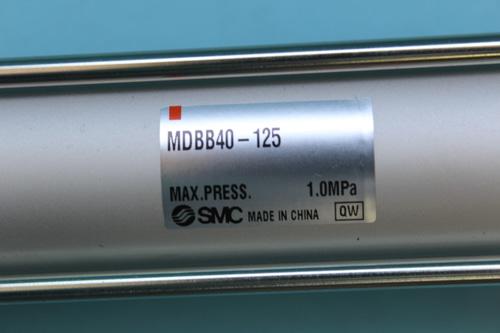 MDBB40-125
MAX.PRESS. 1.0MPa
SMC MADE IN CHINA QW